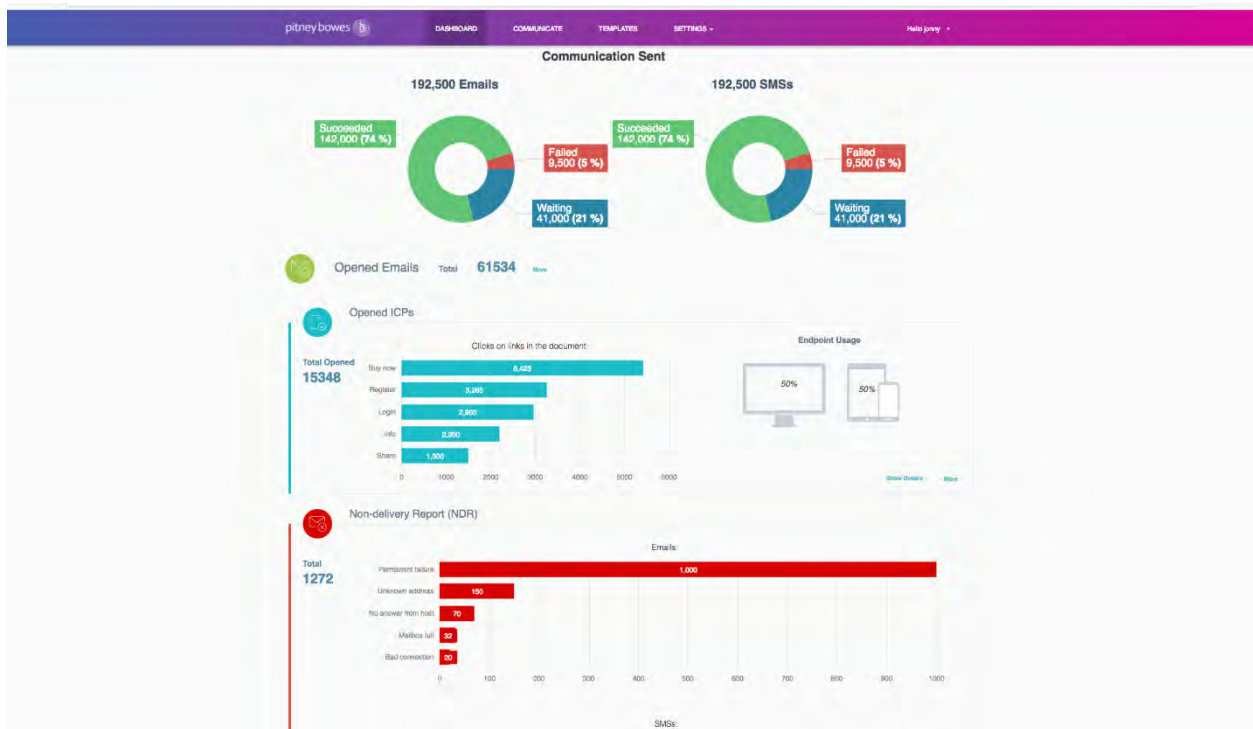 pitney bowes
DASHBOARD COMMUNICATE TEMPLATES SETTINGS
Hello jonny
Communication Sent
192,500 Emails
192,500 SMSs
Succeeded
142,000 (74 %)
Failed
9,500 (5 %)
Waiting
41,000 (21 %)
Succeeded
142,000 (74 %)
Failed
9,500 (5 %)
Waiting
41,000 (21 %)
Opened Emails Total 61534 More
Opened ICPs
Total Opened
15348
Clicks on links in the document:
Buy now
Register
Login 2,960
Info 2,200
Share 1,500
0 1000 2000 3000 4000 5000 6000
Endpoint Usage
50% 50%
Show Details More
Non-delivery Report (NDR)
Total
1272
Emails:
Permanent failure 1,000
Unknown address 150
No answer from host 70
Mailbox full 32
Bad connection 20
0 100 200 300 400 500 600 700 800 900 1000
SMSs: